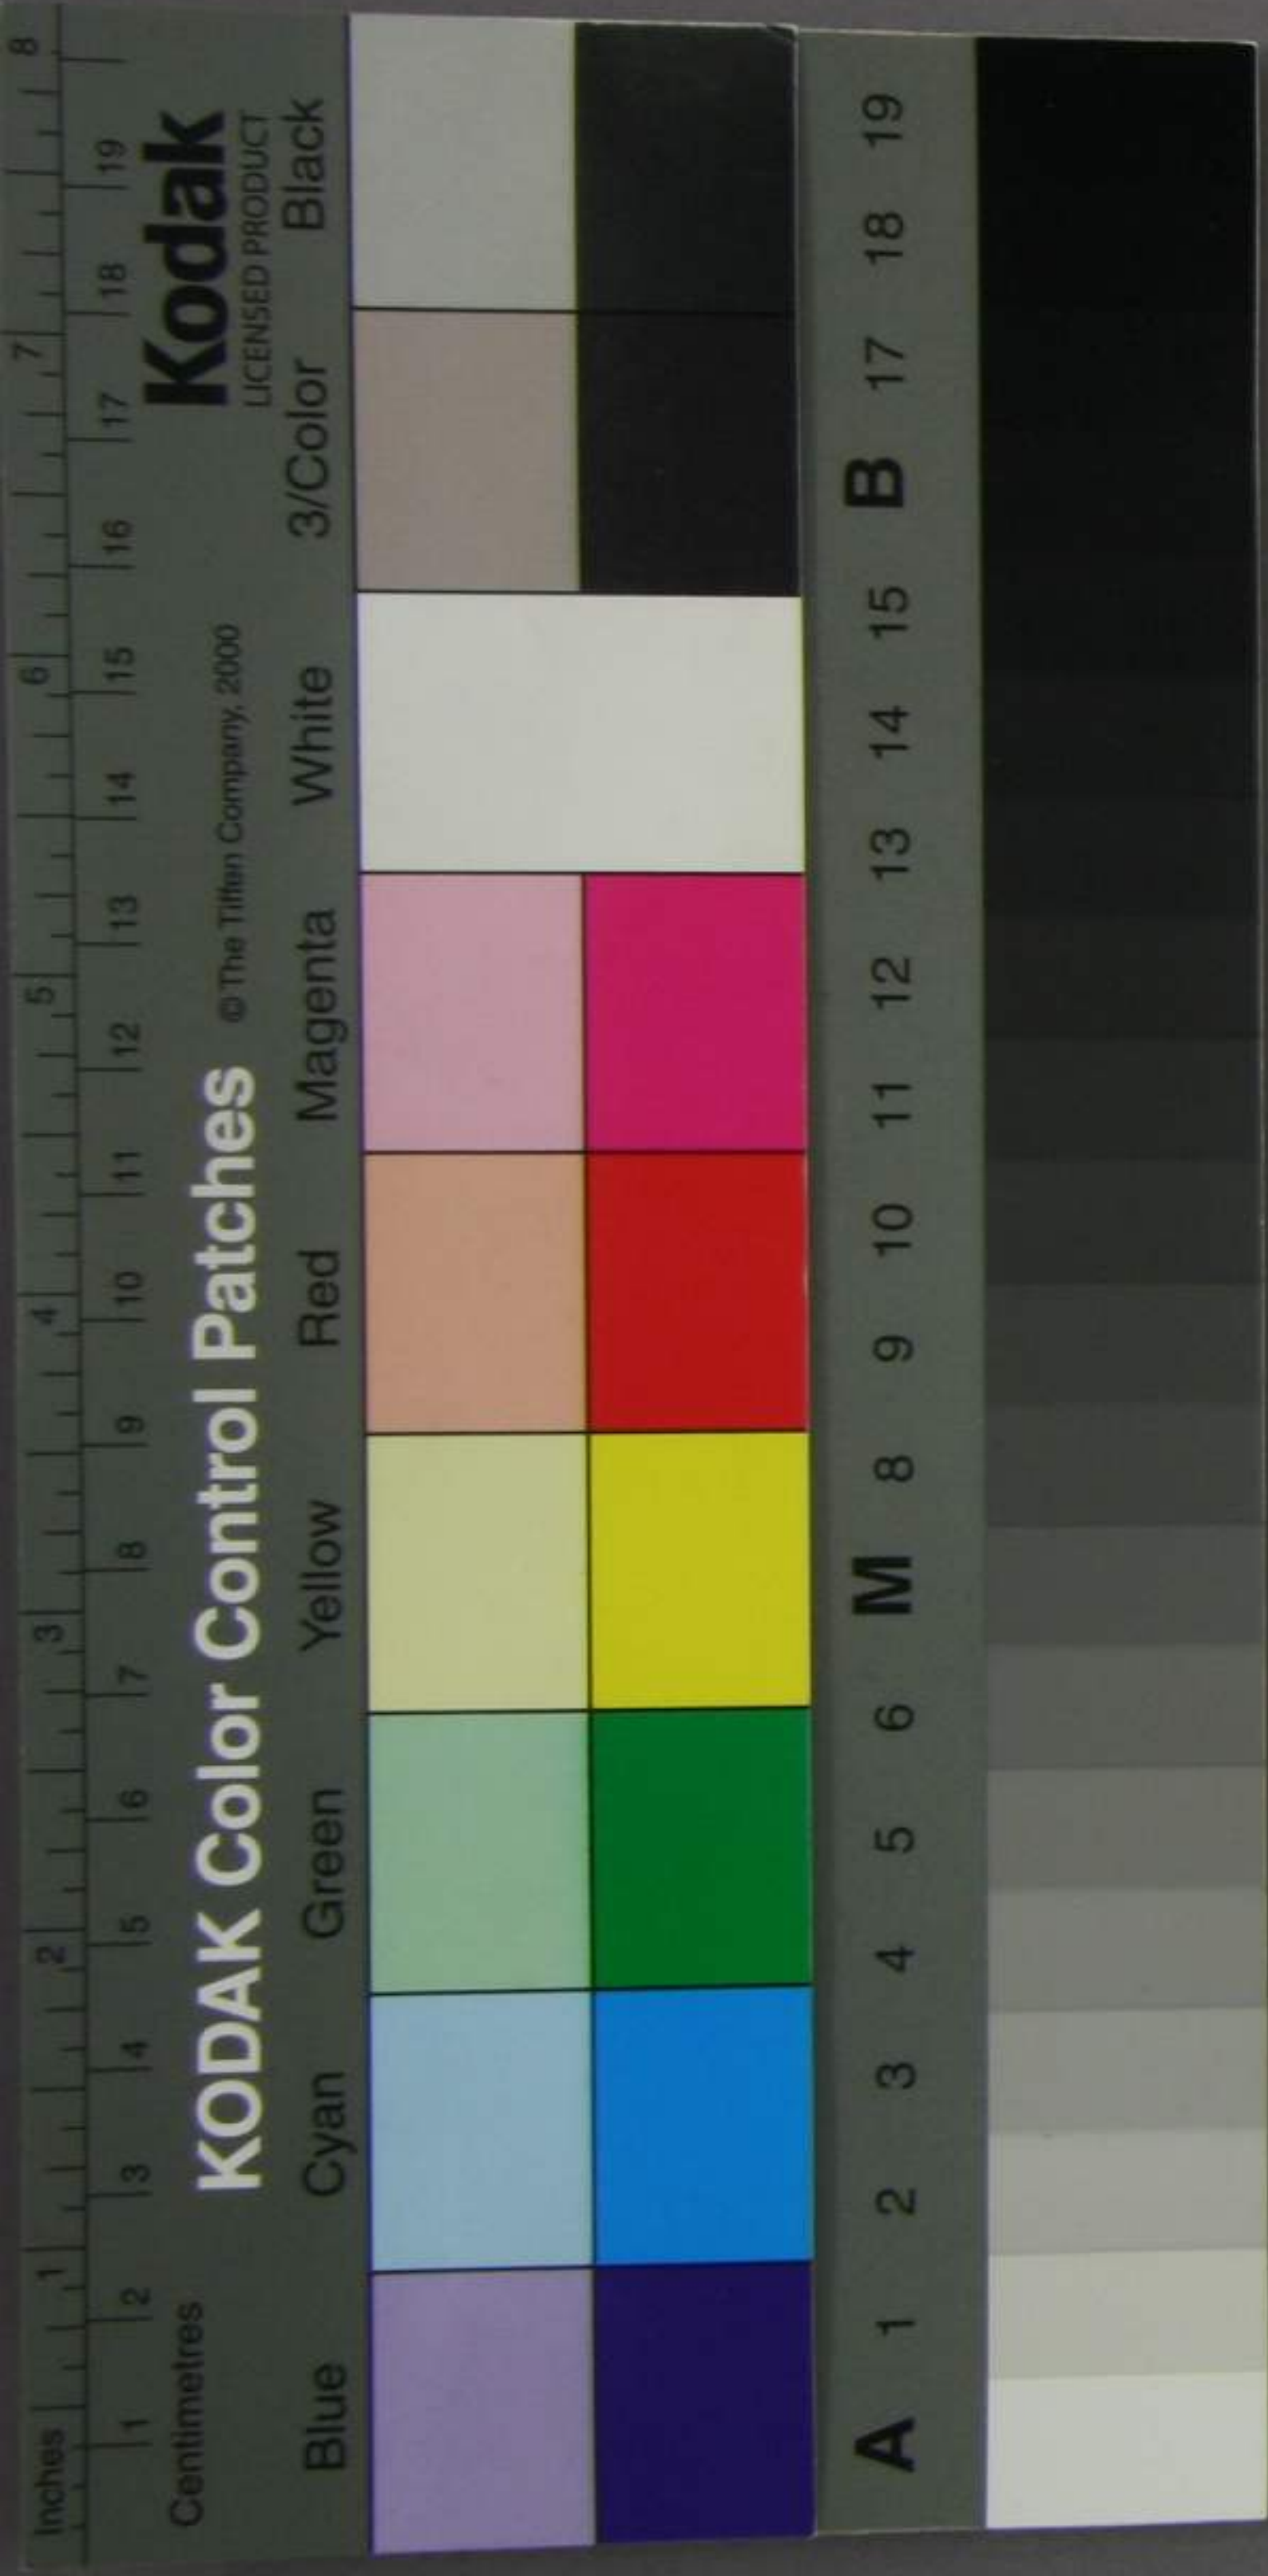 Inches 1 2 3 4 5 6 7 8
Centimetres 1 2 3 4 5 6 7 8 9 10 11 12 13 14 15 16 17 18 19
KODAK Color Control Patches © The Tiffen Company, 2000 Kodak
LICENSED PRODUCT
Blue Cyan Green Yellow Red Magenta White 3/Color Black
A 1 2 3 4 5 6 M 8 9 10 11 12 13 14 15 B 17 18 19